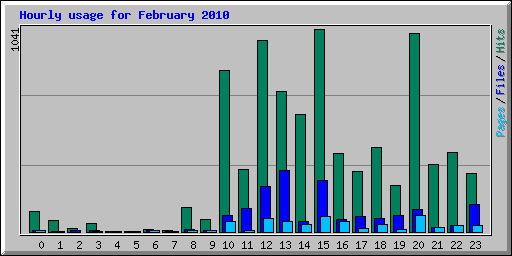 Hourly usage for February 2010
1041
Pages / Files / Hits
0 1 2 3 4 5 6 7 8 9 10 11 12 13 14 15 16 17 18 19 20 21 22 23